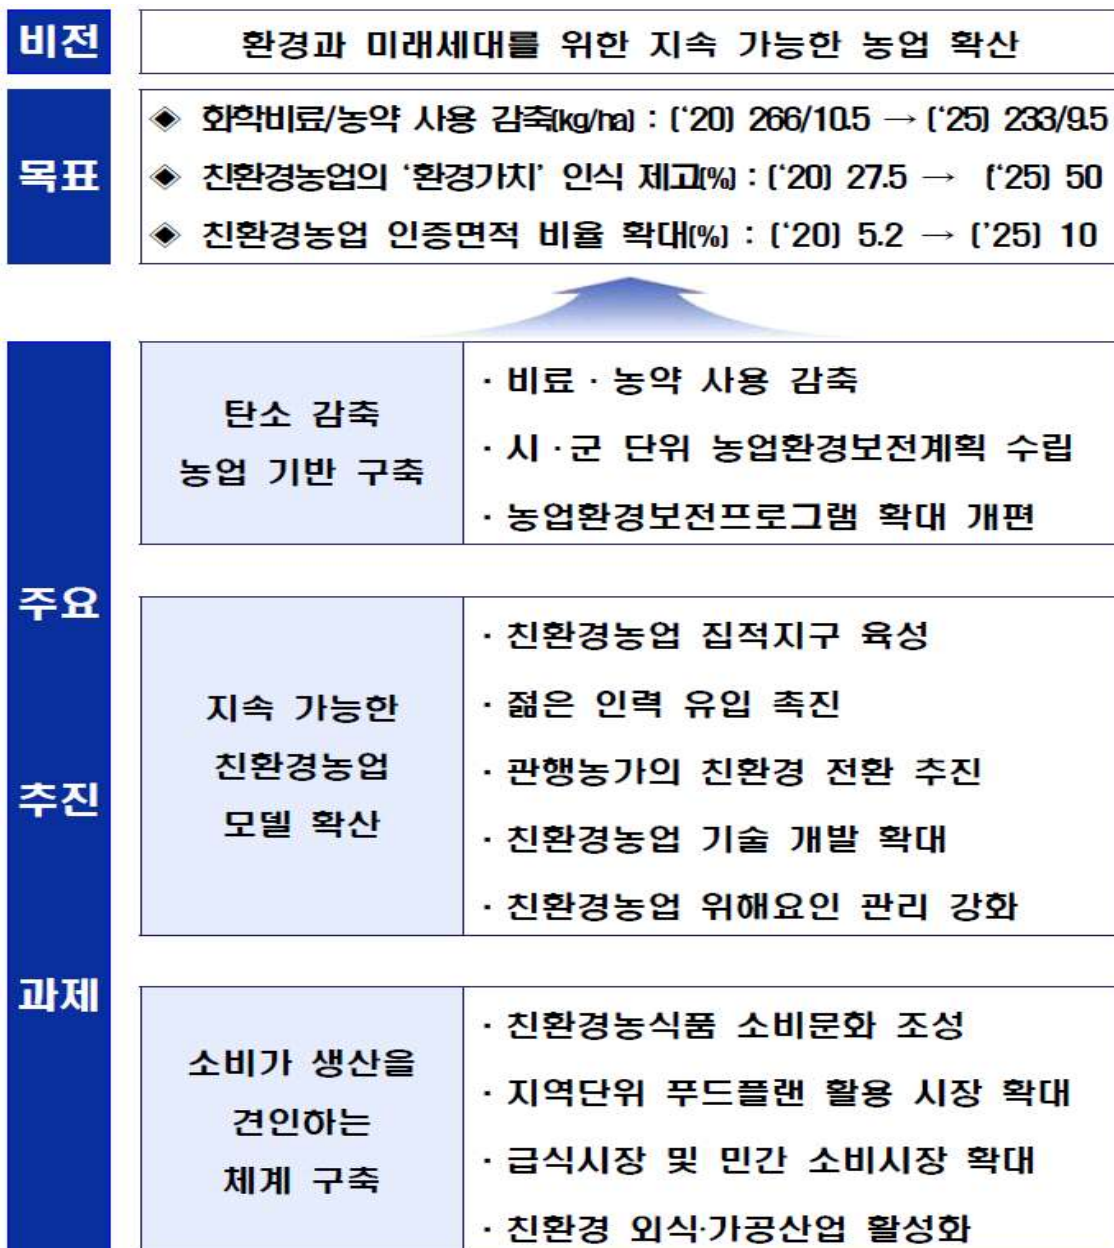 비전
환경과 미래세대를 위한 지속 가능한 농업 확산
목표
◈ 화학비료/농약 사용 감축(kg/ha) : (‘20) 266/10.5 → (‘25) 233/9.5
◈ 친환경농업의 ‘환경가치’ 인식 제고(%) : (‘20) 27.5 → (‘25) 50
◈ 친환경농업 인증면적 비율 확대(%) : (‘20) 5.2 → (’25) 10
주요
추진
과제
탄소 감축
농업 기반 구축
· 비료 · 농약 사용 감축
· 시 · 군 단위 농업환경보전계획 수립
· 농업환경보전프로그램 확대 개편
지속 가능한
친환경농업
모델 확산
· 친환경농업 집적지구 육성
· 젊은 인력 유입 촉진
· 관행농가의 친환경 전환 추진
· 친환경농업 기술 개발 확대
· 친환경농업 위해요인 관리 강화
소비가 생산을
견인하는
체계 구축
· 친환경농식품 소비문화 조성
· 지역단위 푸드플랜 활용 시장 확대
· 급식시장 및 민간 소비시장 확대
· 친환경 외식·가공산업 활성화